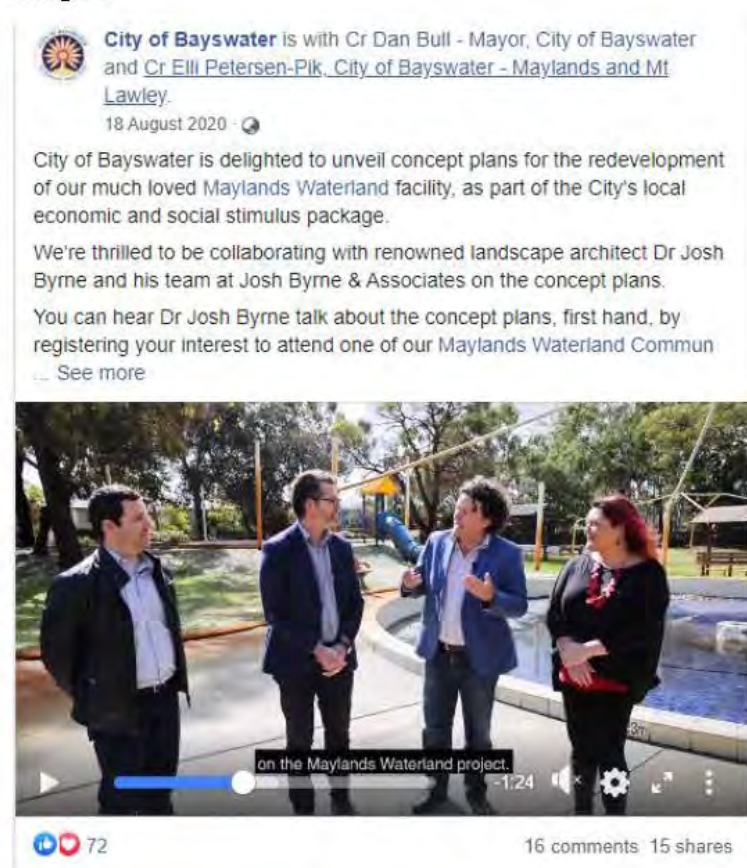 City of Bayswater is with Cr Dan Bull - Mayor, City of Bayswater
and Cr Elli Petersen-Pik, City of Bayswater - Maylands and Mt
Lawley.
18 August 2020 ·
City of Bayswater is delighted to unveil concept plans for the redevelopment
of our much loved Maylands Waterland facility, as part of the City's local
economic and social stimulus package.
We're thrilled to be collaborating with renowned landscape architect Dr Josh
Byrne and his team at Josh Byrne & Associates on the concept plans.
You can hear Dr Josh Byrne talk about the concept plans, first hand, by
registering your interest to attend one of our Maylands Waterland Commun
... See more
on the Maylands Waterland project.
-1:24
72
16 comments 15 shares